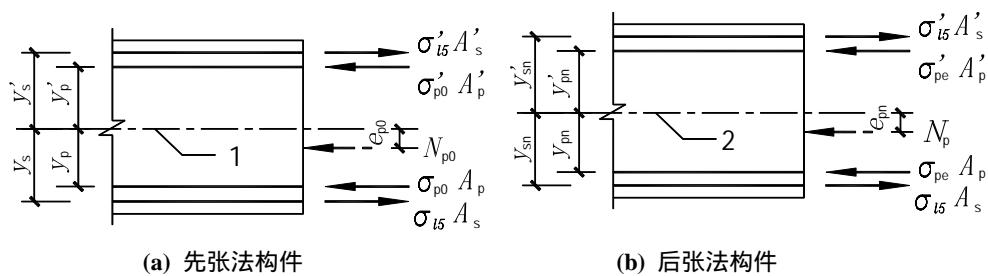 σ'l5 A's
σ'p0 A'p
y's
y'p
ys
yp
1
ep0
Np0
σp0 Ap
σl5 As
(a) 先张法构件
σ'l5 A's
σ'pe A'p
y'sn
y'pn
ysn
ypn
2
epn
Np
σpe Ap
σl5 As
(b) 后张法构件